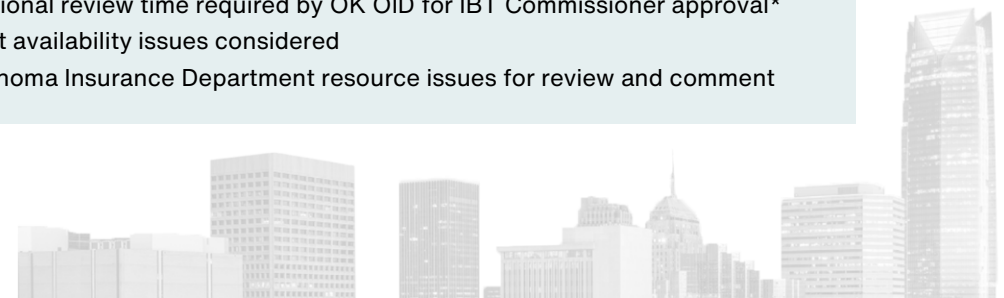 ional review time required by OK OID for IBT Commissioner approval*
t availability issues considered
homa Insurance Department resource issues for review and comment